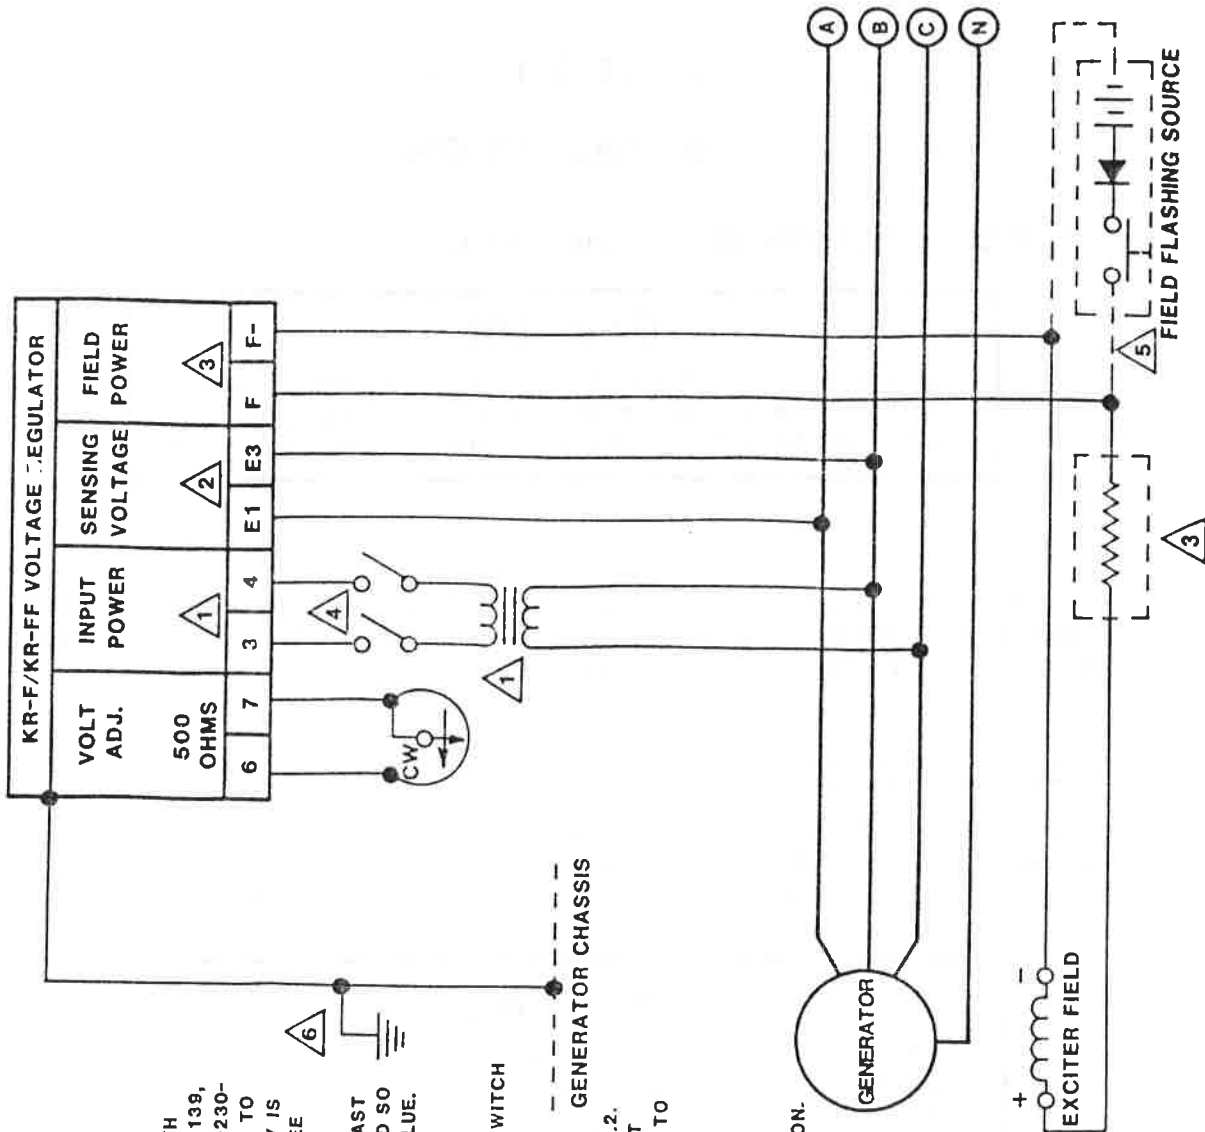 KR-F/KR-FF VOLTAGE EGULATOR
VOLT
ADJ.
500
OHMS
INPUT
POWER
1
SENSING
VOLTAGE
2
FIELD
POWER
3
6
7
3
4
E1
E3
F
F-
4
CW
1
6
GENERATOR CHASSIS
GENERATOR
A
B
C
N
5
FIELD FLASHING SOURCE
3
+
-
EXCITER FIELD
139,
230-
TO
IS
AST
SO
LUE.
WITCH
2.
TO
ON.